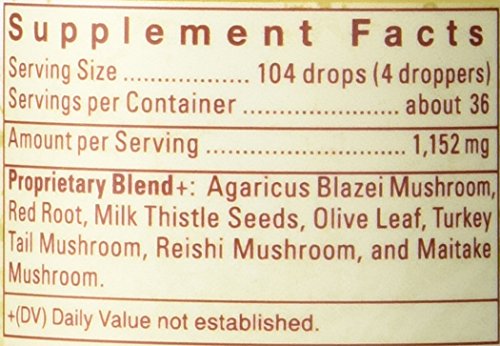 Supplement Facts
Serving Size ................. 104 drops (4 droppers)
Servings per Container ...................... about 36
Amount per Serving ............................ 1,152 mg
Proprietary Blend+: Agaricus Blazei Mushroom,
Red Root, Milk Thistle Seeds, Olive Leaf, Turkey
Tail Mushroom, Reishi Mushroom, and Maitake
Mushroom.
+(DV) Daily Value not established.